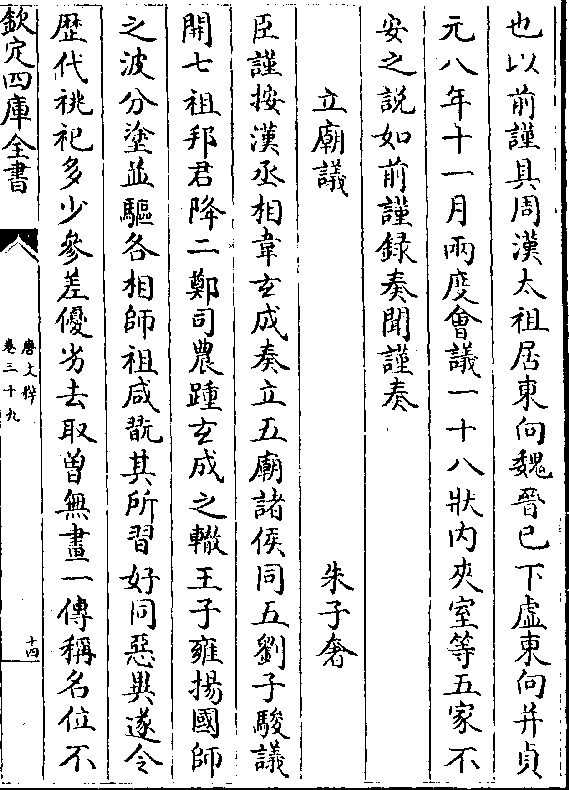 也以前謹具周漢太祖居東向魏晉已下虛東向并貞
元八年十一月兩度會議一十八狀内夾室等五家不
安之説如前謹録奏聞謹奏
立廟議　朱子奢
臣謹按漢丞相韋玄成奏立五廟諸侯同五劉子駿議
開七祖邦君降二鄭司農踵玄成之轍王子雍揚國師
之波分塗並驅各相師祖咸翫其所習好同惡異遂令
歴代祧祀多少參差優劣去取曽無畫一傳稱名位不
欽定四庫全書
唐文粹
卷三十九
十四